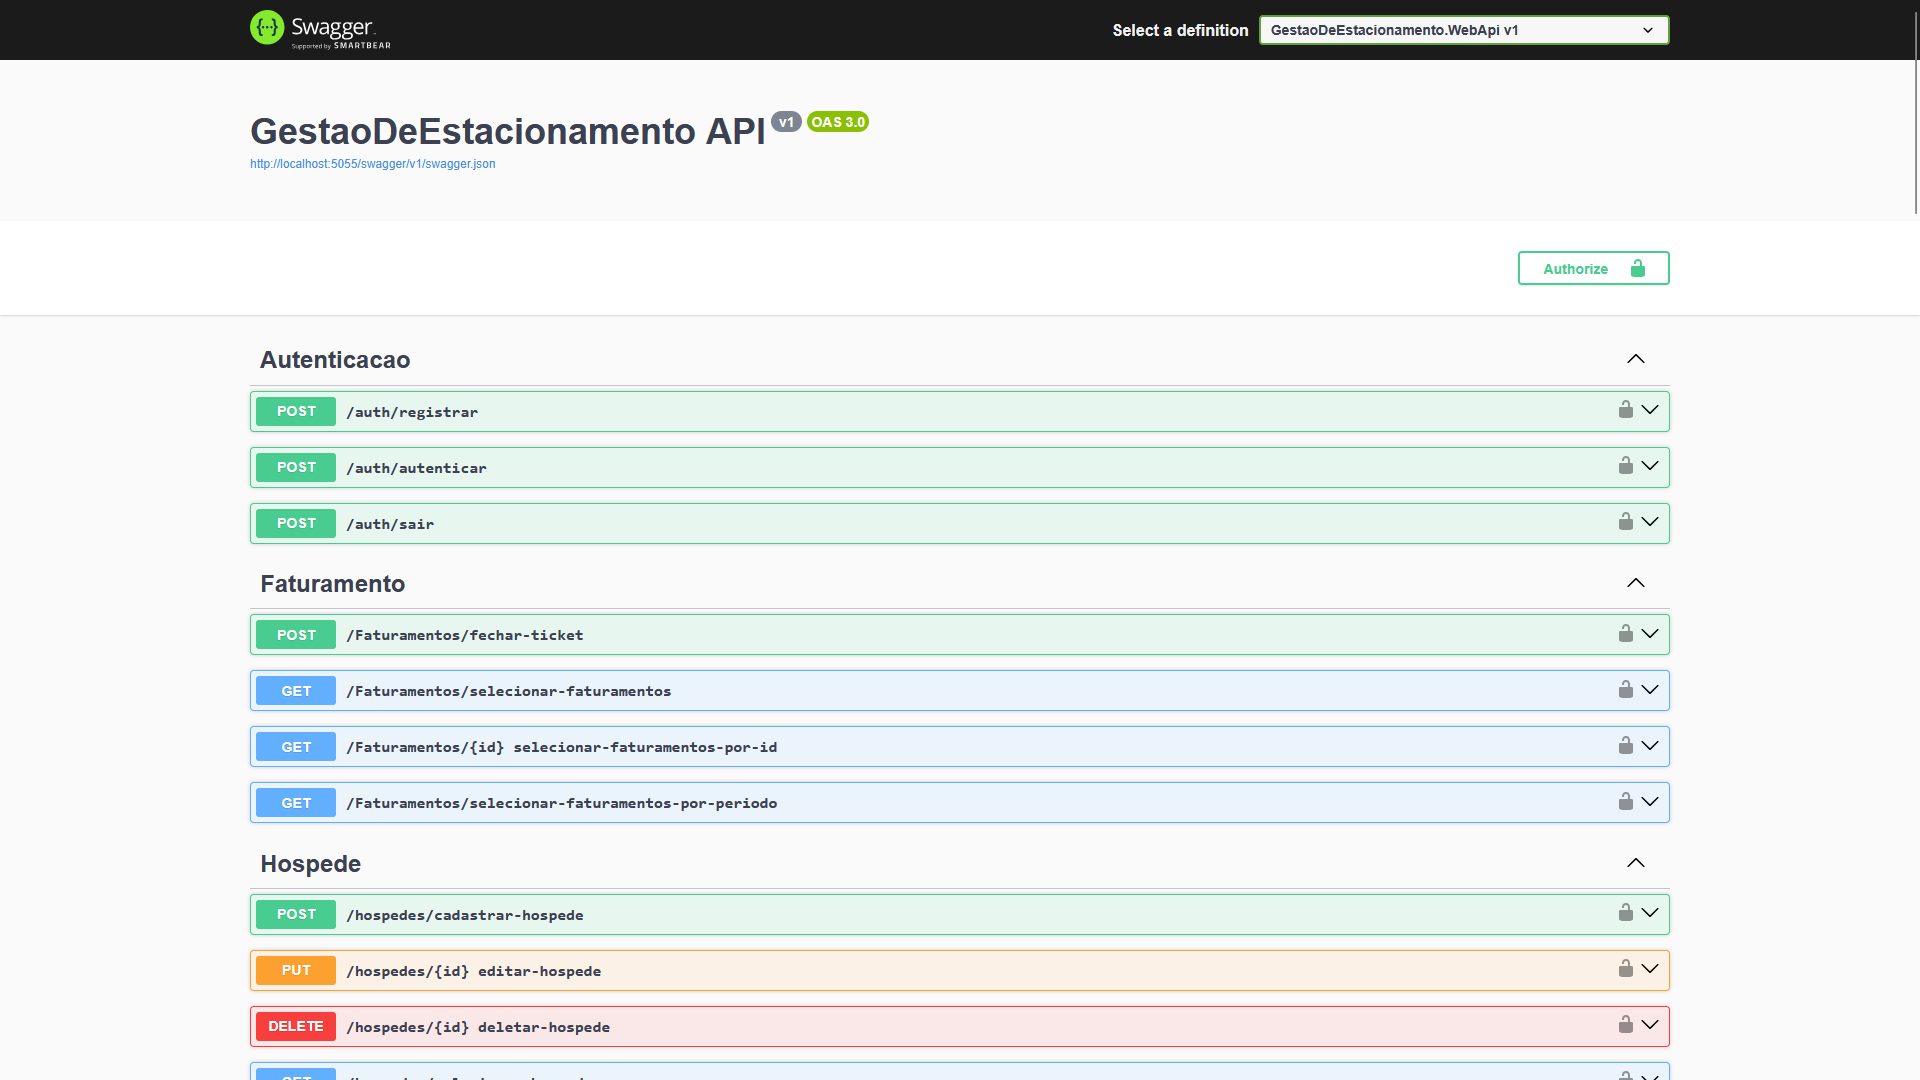 Swagger
Supported by SMARTBEAR
Select a definition
GestaoDeEstacionamento.WebApi v1
GestaoDeEstacionamento API v1 OAS 3.0
http://localhost:5055/swagger/v1/swagger.json
Authorize
Autenticacao
POST /auth/registrar
POST /auth/autenticar
POST /auth/sair
Faturamento
POST /Faturamentos/fechar-ticket
GET /Faturamentos/selecionar-faturamentos
GET /Faturamentos/{id} selecionar-faturamentos-por-id
GET /Faturamentos/selecionar-faturamentos-por-periodo
Hospede
POST /hospedes/cadastrar-hospede
PUT /hospedes/{id} editar-hospede
DELETE /hospedes/{id} deletar-hospede
GET